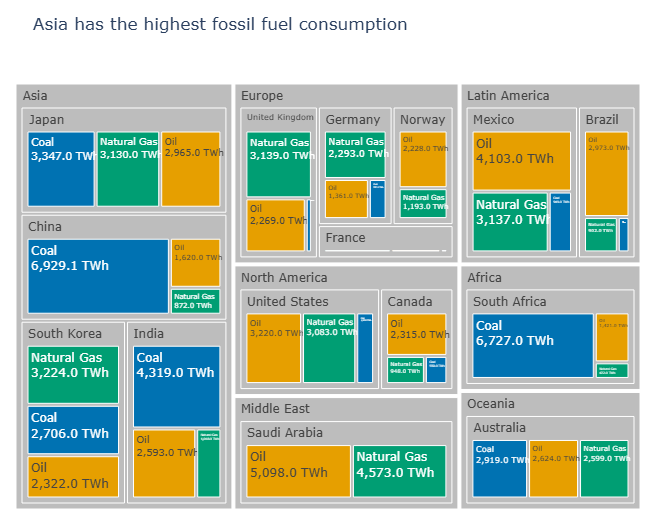 Asia has the highest fossil fuel consumption
Asia
Japan
Coal
3,347.0 TWh
Natural Gas
3,130.0 TWh
Oil
2,965.0 TWh
China
Coal
6,929.1 TWh
Oil
1,620.0 TWh
Natural Gas
872.0 TWh
South Korea
Natural Gas
3,224.0 TWh
Coal
2,706.0 TWh
Oil
2,322.0 TWh
India
Coal
4,319.0 TWh
Oil
2,593.0 TWh
Europe
United Kingdom
Natural Gas
3,139.0 TWh
Oil
2,269.0 TWh
Germany
Natural Gas
2,293.0 TWh
Oil
1,361.0 TWh
Norway
Oil
2,228.0 TWh
Natural Gas
1,193.0 TWh
France
North America
United States
Oil
3,220.0 TWh
Natural Gas
3,083.0 TWh
Canada
Oil
2,315.0 TWh
Natural Gas
948.0 TWh
Middle East
Saudi Arabia
Oil
5,098.0 TWh
Natural Gas
4,573.0 TWh
Latin America
Mexico
Oil
4,103.0 TWh
Natural Gas
3,137.0 TWh
Brazil
Oil
2,973.0 TWh
Natural Gas
Africa
South Africa
Coal
6,727.0 TWh
Oil
Natural Gas
Oceania
Australia
Coal
2,919.0 TWh
Oil
2,624.0 TWh
Natural Gas
2,599.0 TWh